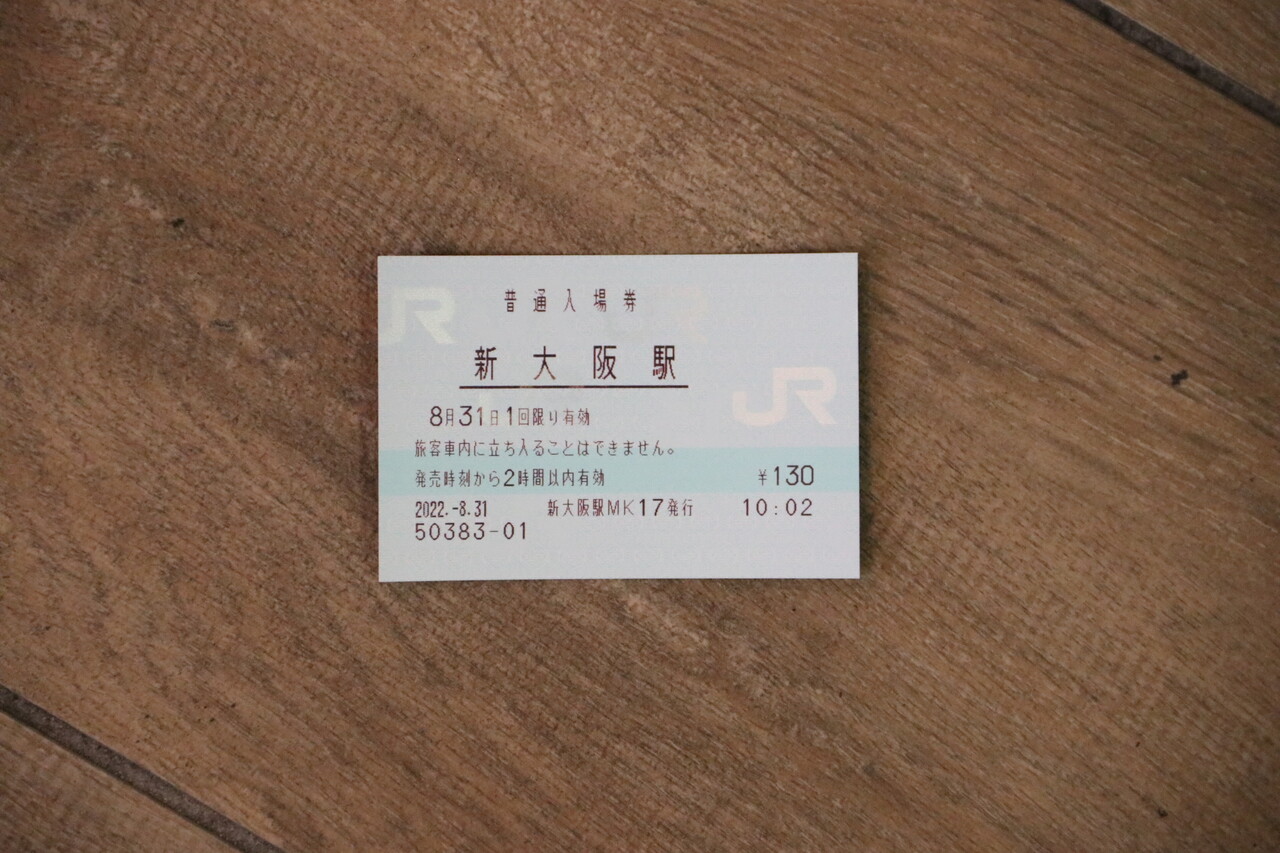 普通入場券
新大阪駅
8月31日1回限り有効
旅客車内に立ち入ることはできません。
発売時刻から2時間以内有効 ¥130
2022.-8.31 新大阪駅MK17発行 10:02
50383-01
JR
JR